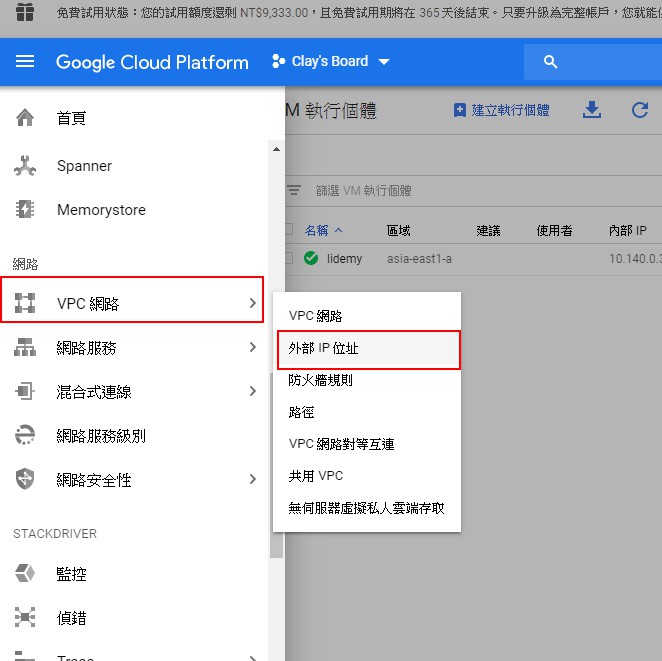 免費試用狀態：您的試用額度還剩 NT$9,333.00，且免費試用期將在 365 天後結束。只要升級為完整帳戶，您就能
Google Cloud Platform
Clay's Board
首頁
Spanner
Memorystore
網路
VPC 網路
網路服務
混合式連線
網路服務級別
網路安全性
STACKDRIVER
監控
偵錯
Trace
VM 執行個體
建立執行個體
篩選 VM 執行個體
名稱 區域 建議 使用者 內部 IP
lidemy asia-east1-a 10.140.0.3
VPC 網路
外部 IP 位址
防火牆規則
路徑
VPC 網路對等互連
共用 VPC
無伺服器虛擬私人雲端存取